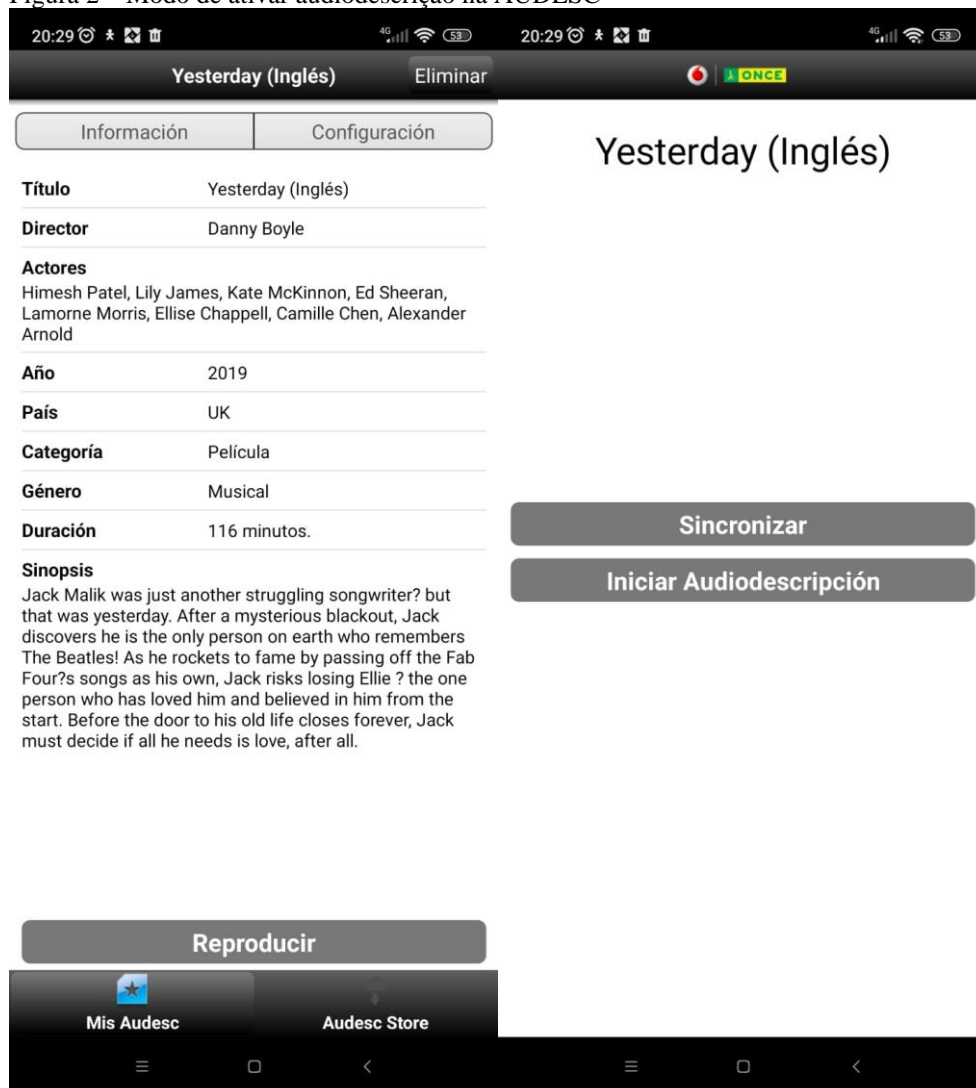 Figura 2 – Modo de ativar audiodescrição na AUDESC
20:29
4G
53
Yesterday (Inglés)
Eliminar
Información
Configuración
Título
Yesterday (Inglés)
Director
Danny Boyle
Actores
Himesh Patel, Lily James, Kate McKinnon, Ed Sheeran,
Lamorne Morris, Ellise Chappell, Camille Chen, Alexander
Arnold
Año
2019
País
UK
Categoría
Película
Género
Musical
Duración
116 minutos.
Sinopsis
Jack Malik was just another struggling songwriter? but
that was yesterday. After a mysterious blackout, Jack
discovers he is the only person on earth who remembers
The Beatles! As he rockets to fame by passing off the Fab
Four?s songs as his own, Jack risks losing Ellie ? the one
person who has loved him and believed in him from the
start. Before the door to his old life closes forever, Jack
must decide if all he needs is love, after all.
Reproducir
Mis Audesc
Audesc Store
20:29
4G
53
ONCE
Yesterday (Inglés)
Sincronizar
Iniciar Audiodescripción